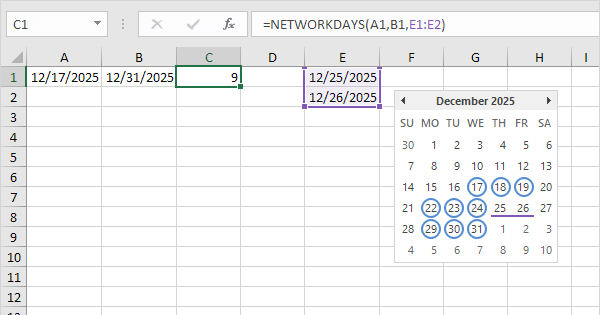 C1 fx =NETWORKDAYS(A1,B1,E1:E2)
A B C D E F G H I
1 12/17/2025 12/31/2025 9 12/25/2025
2 12/26/2025
3
4
5
6
7
8
9
10
11
12
13
December 2025
SU MO TU WE TH FR SA
30 1 2 3 4 5 6
7 8 9 10 11 12 13
14 15 16 17 18 19 20
21 22 23 24 25 26 27
28 29 30 31 1 2 3
4 5 6 7 8 9 10